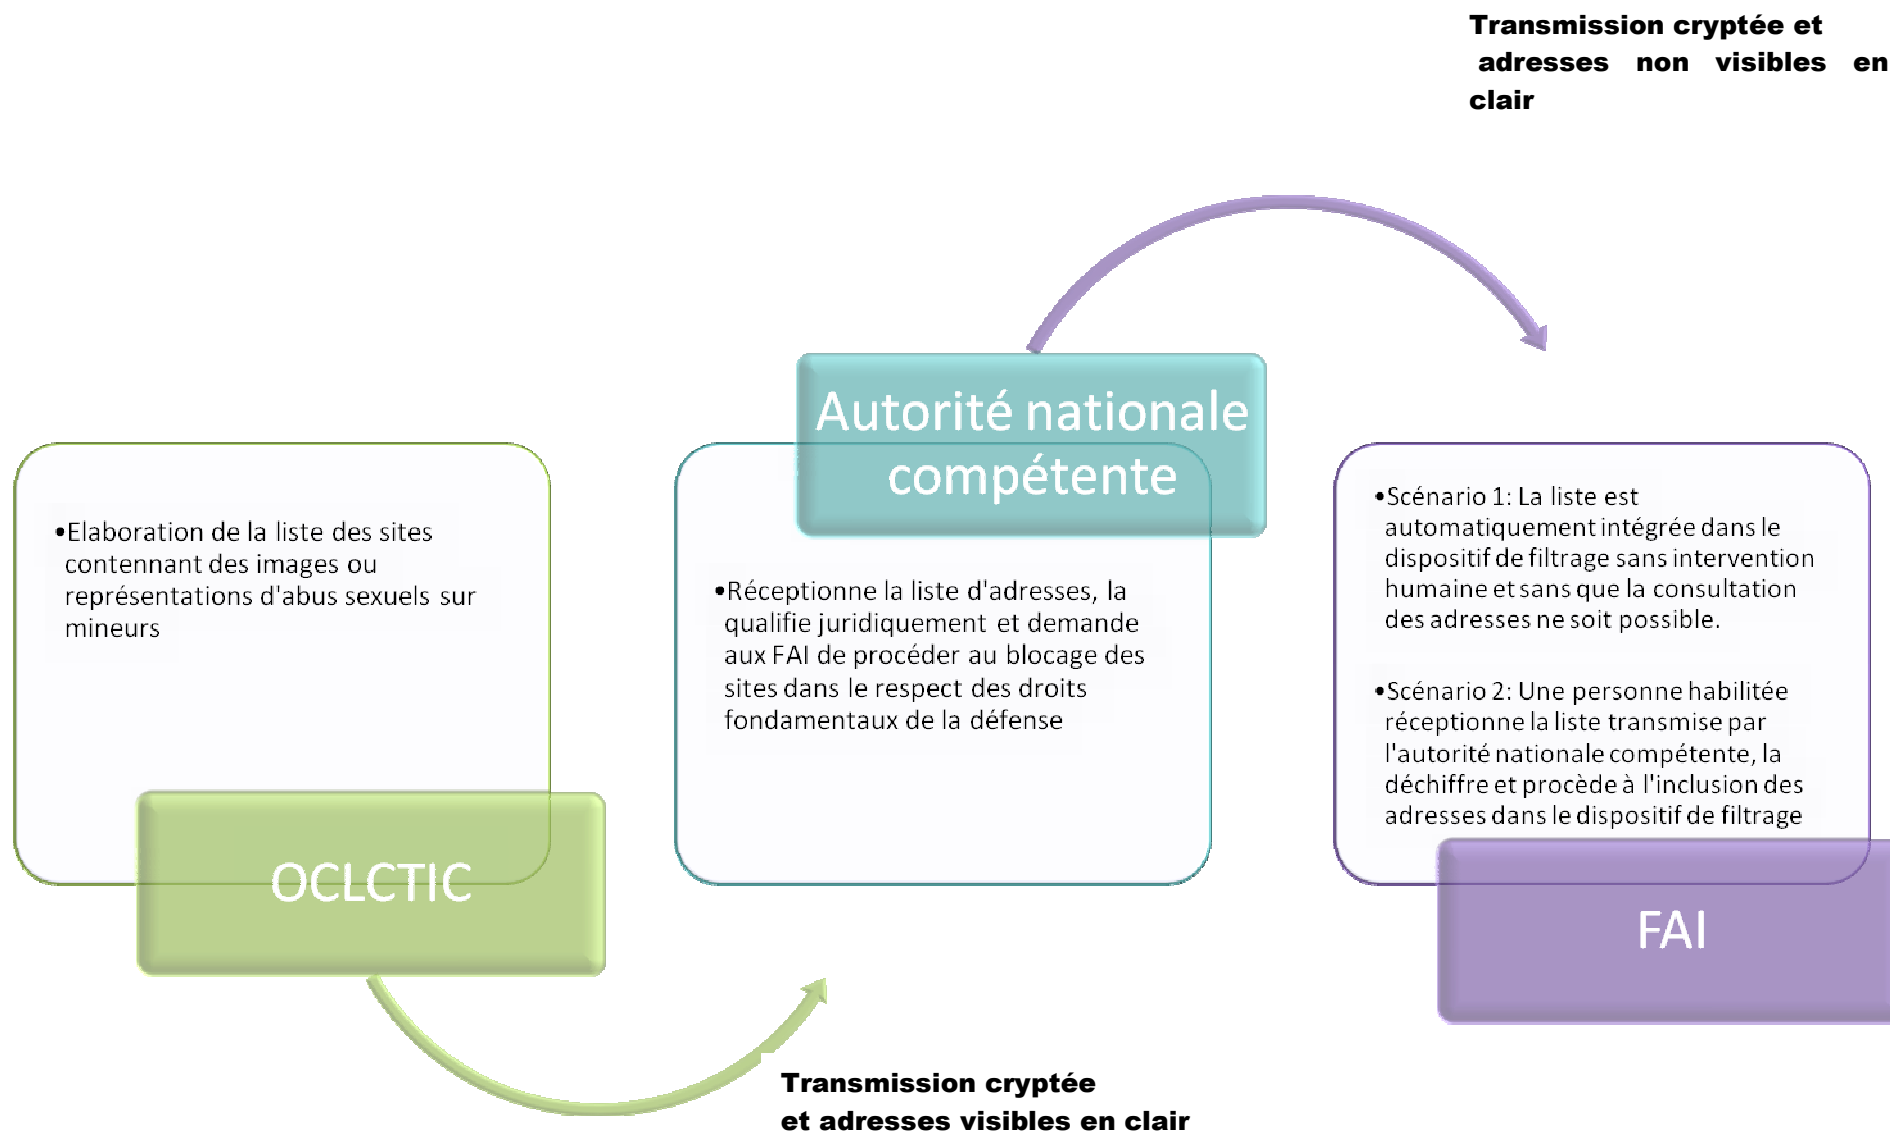 Transmission cryptée et
adresses non visibles en
clair
•Elaboration de la liste des sites
contennant des images ou
représentations d'abus sexuels sur
mineurs
OCLCTIC
Transmission cryptée
et adresses visibles en clair
Autorité nationale
compétente
•Réceptionne la liste d'adresses, la
qualifie juridiquement et demande
aux FAI de procéder au blocage des
sites dans le respect des droits
fondamentaux de la défense
•Scénario 1: La liste est
automatiquement intégrée dans le
dispositif de filtrage sans intervention
humaine et sans que la consultation
des adresses ne soit possible.
•Scénario 2: Une personne habilitée
réceptionne la liste transmise par
l'autorité nationale compétente, la
déchiffre et procède à l'inclusion des
adresses dans le dispositif de filtrage
FAI